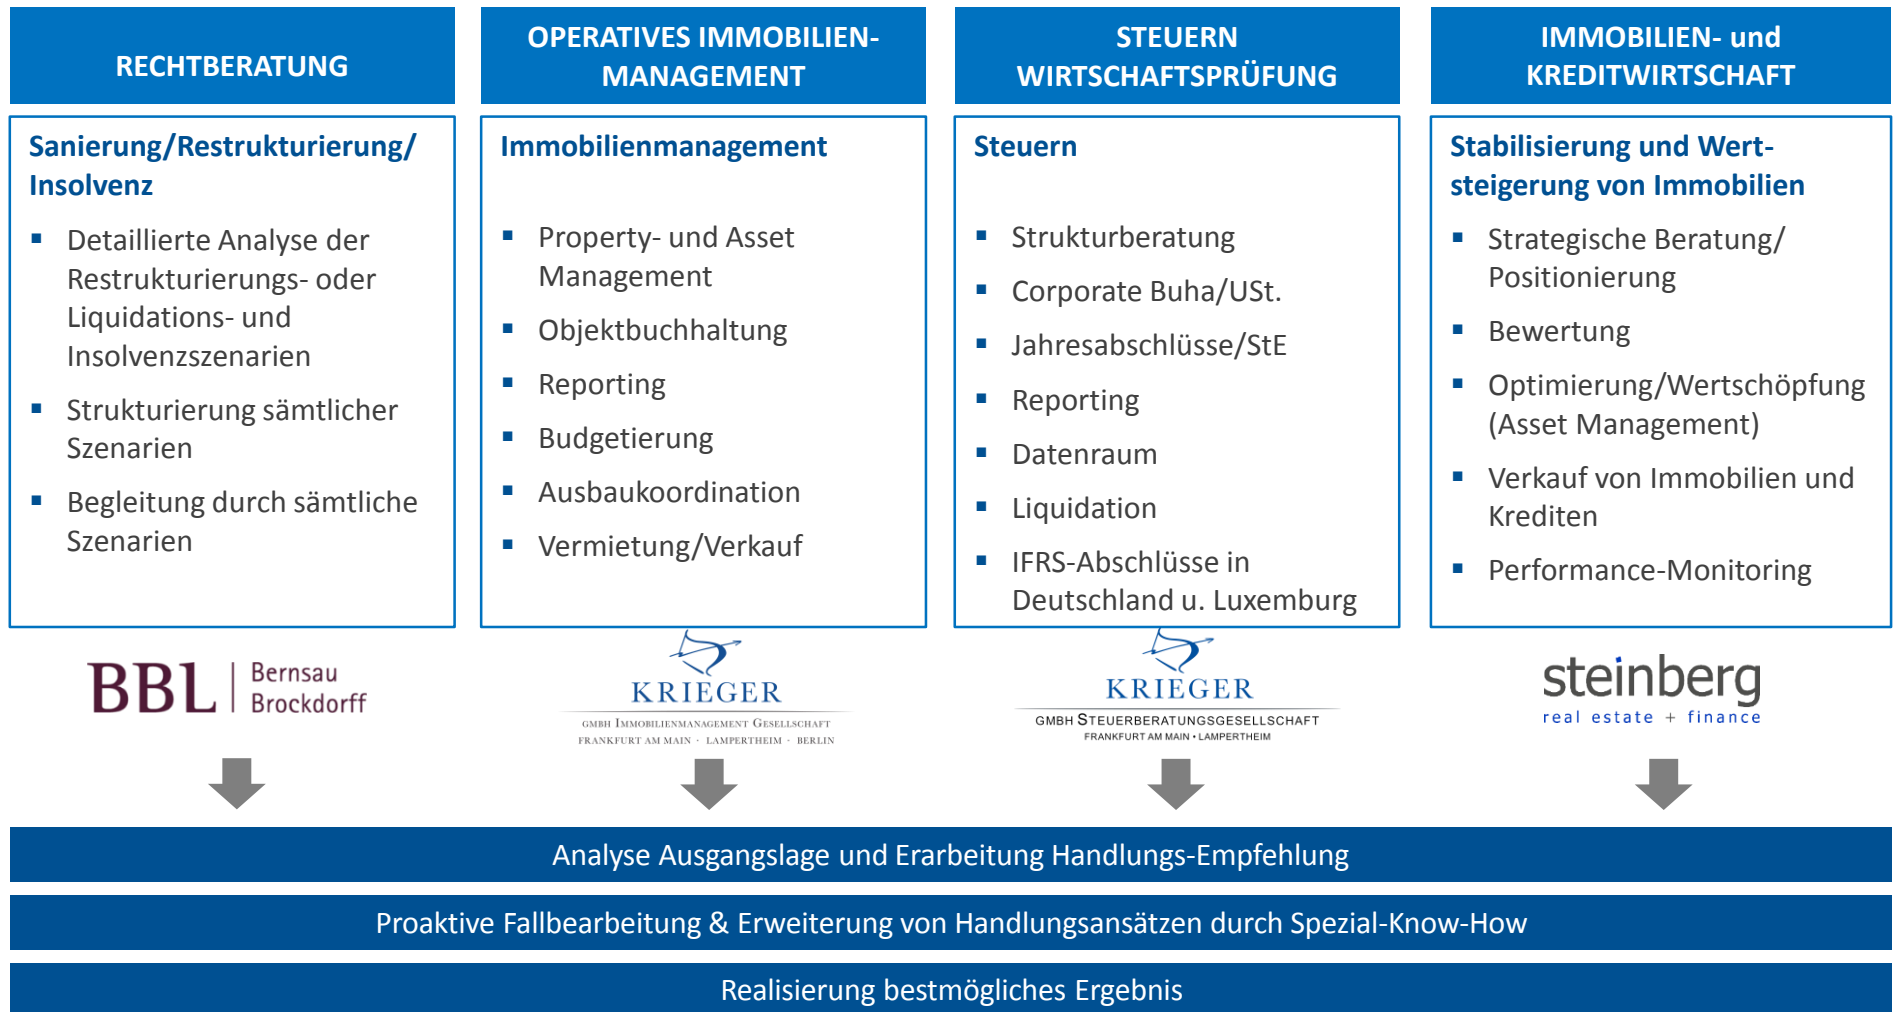 RECHTBERATUNG
Sanierung/Restrukturierung/
Insolvenz
▪ Detaillierte Analyse der
Restrukturierungs- oder
Liquidations- und
Insolvenzszenarien
▪ Strukturierung sämtlicher
Szenarien
▪ Begleitung durch sämtliche
Szenarien
BBL
Bernsau
Brockdorff
OPERATIVES IMMOBILIEN-
MANAGEMENT
Immobilienmanagement
▪ Property- und Asset
Management
▪ Objektbuchhaltung
▪ Reporting
▪ Budgetierung
▪ Ausbaukoordination
▪ Vermietung/Verkauf
KRIEGER
GMBH IMMOBILIENMANAGEMENT GESELLSCHAFT
FRANKFURT AM MAIN · LAMPERTHEIM · BERLIN
STEUERN
WIRTSCHAFTSPRÜFUNG
Steuern
▪ Strukturberatung
▪ Corporate Buha/USt.
▪ Jahresabschlüsse/StE
▪ Reporting
▪ Datenraum
▪ Liquidation
▪ IFRS-Abschlüsse in
Deutschland u. Luxemburg
KRIEGER
GMBH STEUERBERATUNGSGESELLSCHAFT
FRANKFURT AM MAIN • LAMPERTHEIM
IMMOBILIEN- und
KREDITWIRTSCHAFT
Stabilisierung und Wert-
steigerung von Immobilien
▪ Strategische Beratung/
Positionierung
▪ Bewertung
▪ Optimierung/Wertschöpfung
(Asset Management)
▪ Verkauf von Immobilien und
Krediten
▪ Performance-Monitoring
steinberg
real estate + finance
Analyse Ausgangslage und Erarbeitung Handlungs-Empfehlung
Proaktive Fallbearbeitung & Erweiterung von Handlungsansätzen durch Spezial-Know-How
Realisierung bestmögliches Ergebnis